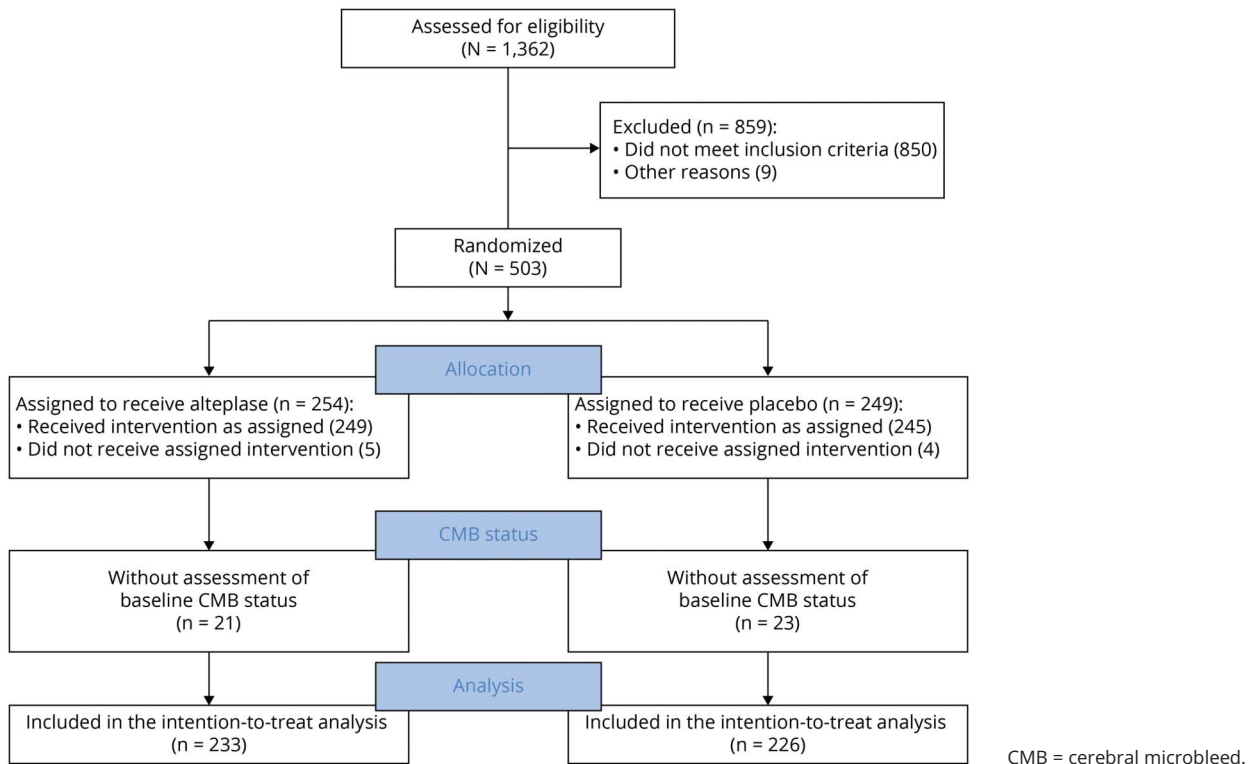 Assessed for eligibility
(N = 1,362)
Excluded (n = 859):
• Did not meet inclusion criteria (850)
• Other reasons (9)
Randomized
(N = 503)
Allocation
Assigned to receive alteplase (n = 254):
• Received intervention as assigned (249)
• Did not receive assigned intervention (5)
Assigned to receive placebo (n = 249):
• Received intervention as assigned (245)
• Did not receive assigned intervention (4)
CMB status
Without assessment of
baseline CMB status
(n = 21)
Without assessment of
baseline CMB status
(n = 23)
Analysis
Included in the intention-to-treat analysis
(n = 233)
Included in the intention-to-treat analysis
(n = 226)
CMB = cerebral microbleed.